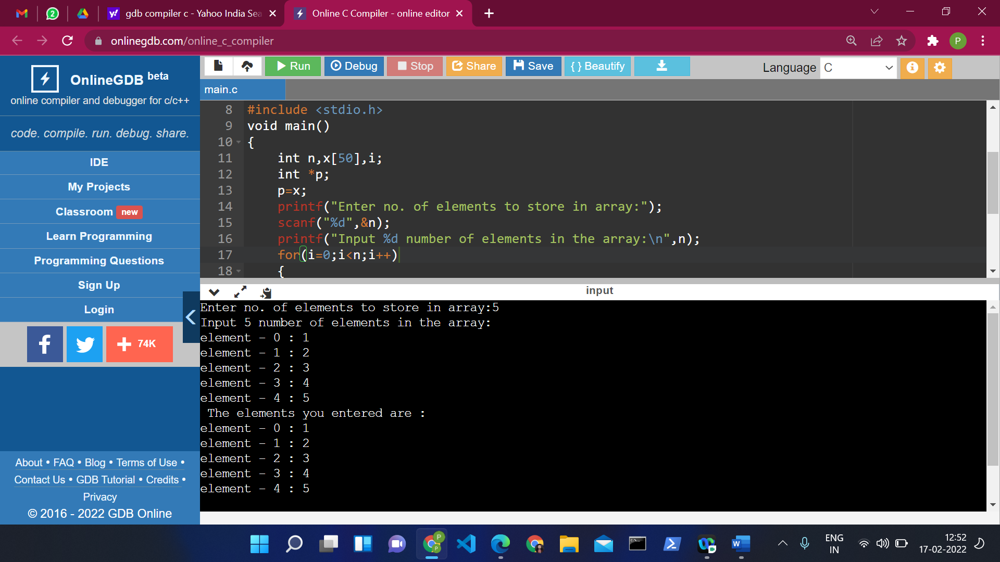 2
gdb compiler c - Yahoo India Sea
Online C Compiler - online editor
onlinegdb.com/online_c_compiler
P
OnlineGDB beta
online compiler and debugger for c/c++
code. compile. run. debug. share.
IDE
My Projects
Classroom new
Learn Programming
Programming Questions
Sign Up
Login
f
+ 74K
About • FAQ • Blog • Terms of Use •
Contact Us • GDB Tutorial • Credits •
Privacy
© 2016 - 2022 GDB Online
Run Debug Stop Share Save { } Beautify
Language C
main.c
8 #include <stdio.h>
9 void main()
10 {
11 int n,x[50],i;
12 int *p;
13 p=x;
14 printf("Enter no. of elements to store in array:");
15 scanf("%d",&n);
16 printf("Input %d number of elements in the array:\n",n);
17 for(i=0;i<n;i++)
18 {
input
Enter no. of elements to store in array:5
Input 5 number of elements in the array:
element - 0 : 1
element - 1 : 2
element - 2 : 3
element - 3 : 4
element - 4 : 5
The elements you entered are :
element - 0 : 1
element - 1 : 2
element - 2 : 3
element - 3 : 4
element - 4 : 5
ENG
IN
12:52
17-02-2022